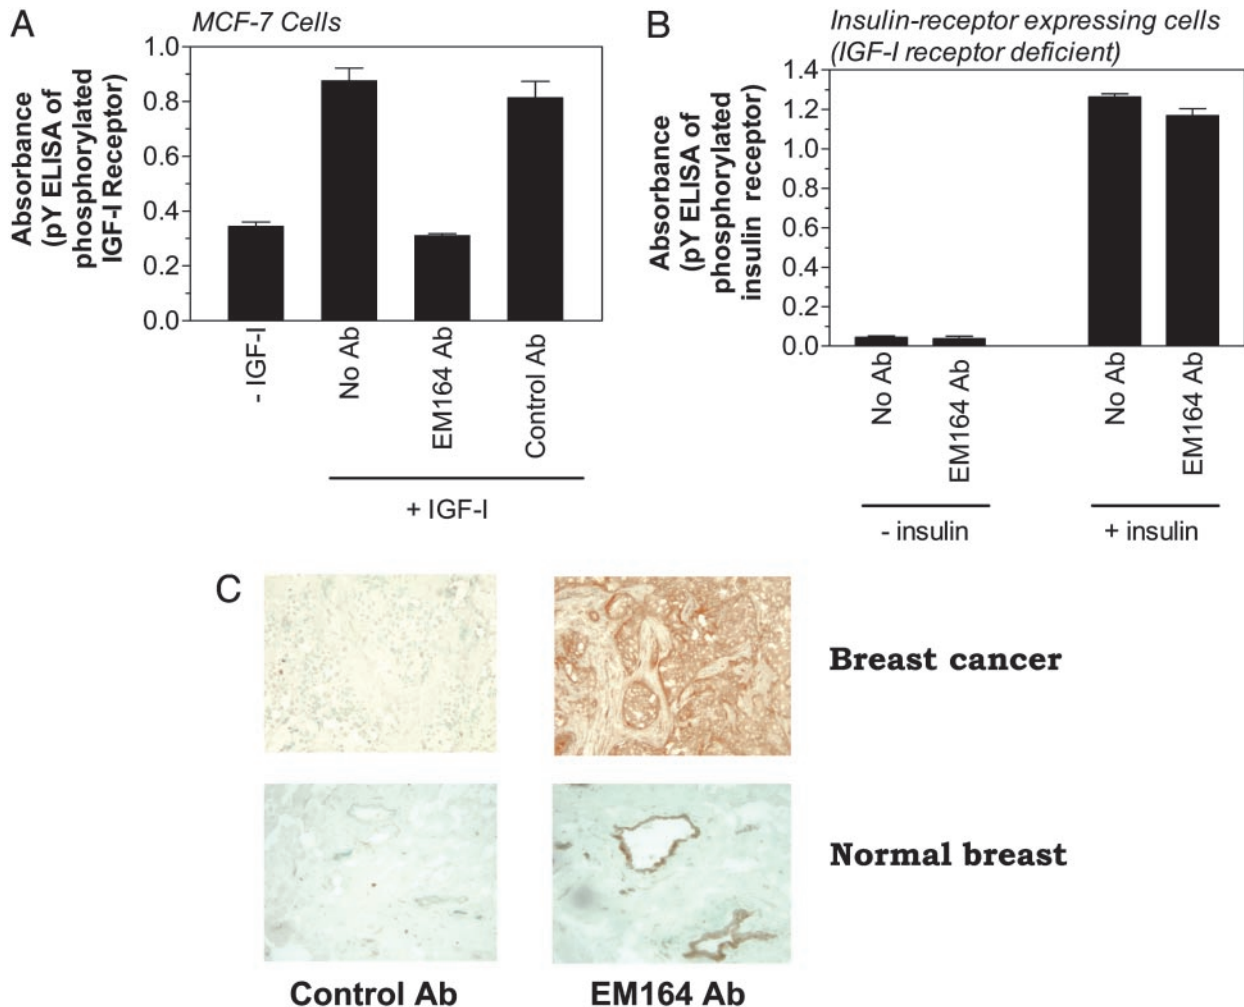 A
MCF-7 Cells
Absorbance
(pY ELISA of
phosphorylated
IGF-I Receptor)
1.0
0.8
0.6
0.4
0.2
0.0
- IGF-I
No Ab
EM164 Ab
Control Ab
+ IGF-I
B
Insulin-receptor expressing cells
(IGF-I receptor deficient)
Absorbance
(pY ELISA of
phosphorylated
insulin receptor)
1.4
1.2
1.0
0.8
0.6
0.4
0.2
0.0
No Ab
EM164 Ab
No Ab
EM164 Ab
- insulin
+ insulin
C
Breast cancer
Normal breast
Control Ab
EM164 Ab